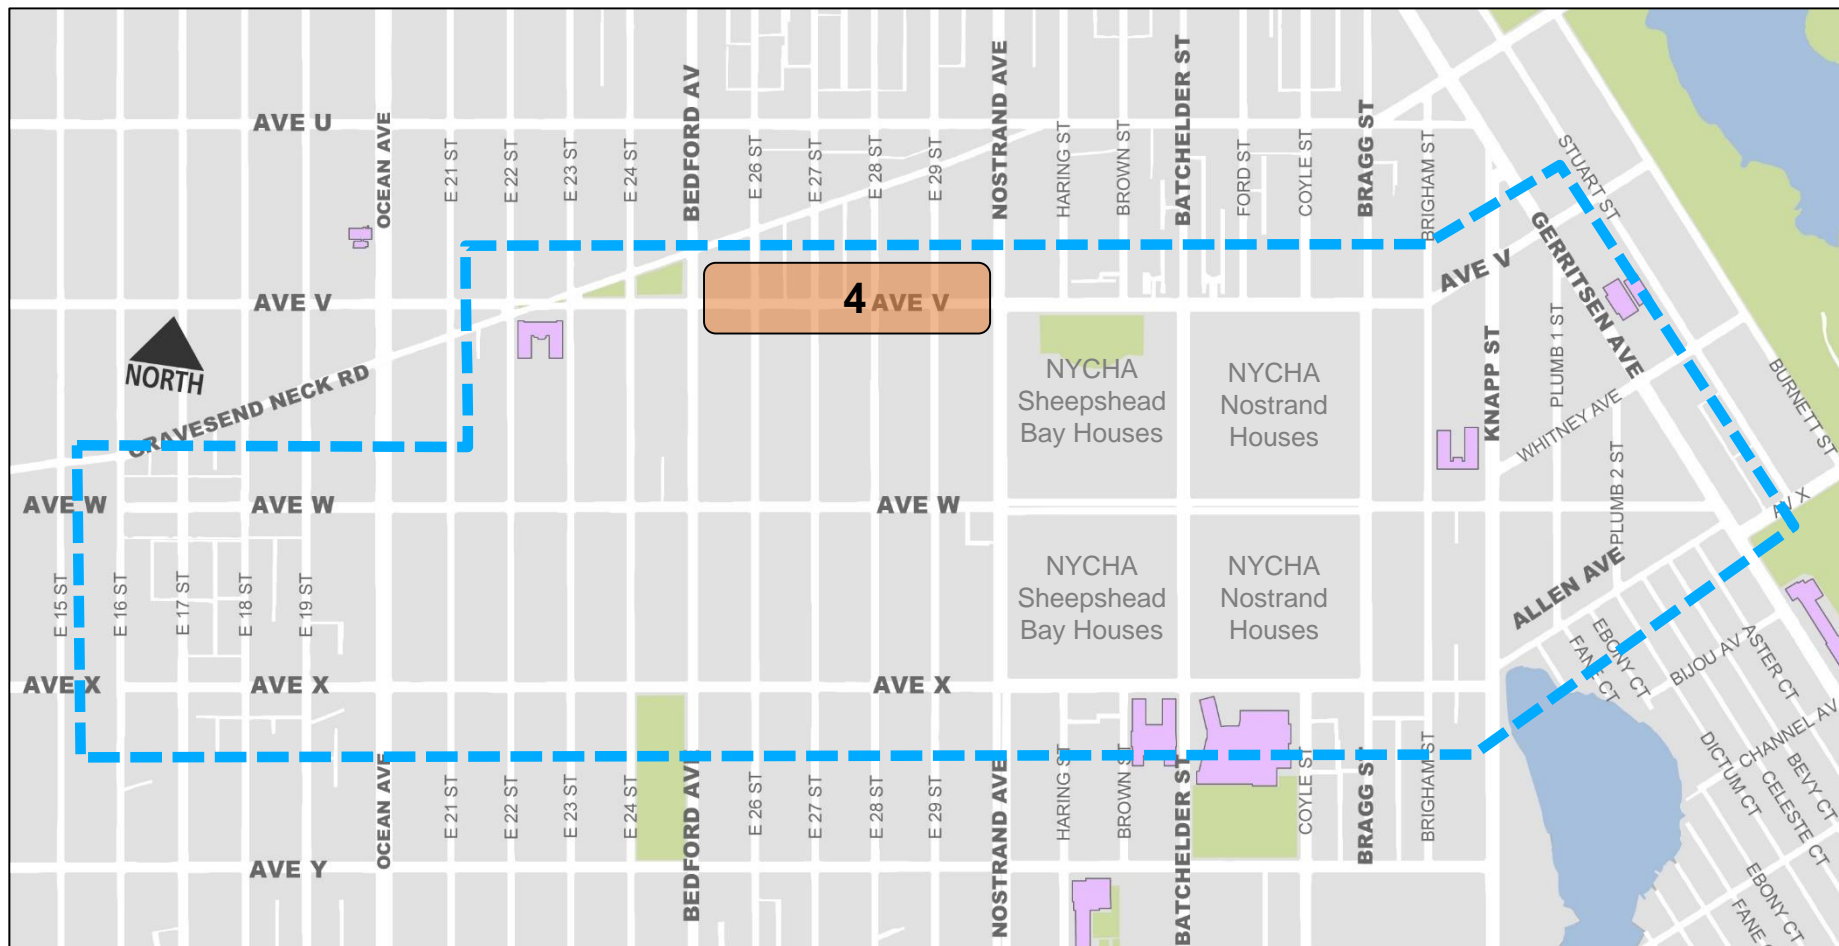 AVE U
OCEAN AVE
E 21 ST
E 22 ST
E 23 ST
E 24 ST
BEDFORD AV
E 26 ST
E 27 ST
E 28 ST
E 29 ST
NOSTRAND AVE
HARING ST
BROWN ST
BATCHELDER ST
FORD ST
COYLE ST
BRAGG ST
BRIGHAM ST
STUART ST
AVE V
4 AVE V
AVE V
GERRITSEN AVE
NORTH
GRAVESEND NECK RD
NYCHA
Sheepshead
Bay Houses
NYCHA
Nostrand
Houses
KNAPP ST
PLUMB 1 ST
WHITNEY AVE
BURNETT ST
PLUMB 2 ST
AVE W
AVE W
AVE W
AV X
E 15 ST
E 16 ST
E 17 ST
E 18 ST
E 19 ST
NYCHA
Sheepshead
Bay Houses
NYCHA
Nostrand
Houses
ALLEN AVE
FANE CT
EBONY CT
BIJOU AV
ASTER CT
CHANNEL AV
AVE X
AVE X
AVE X
DICTUM CT
CELESTE CT
BEVY CT
OCEAN AVE
E 21 ST
E 22 ST
E 23 ST
E 24 ST
BEDFORD AVE
E 26 ST
E 27 ST
E 28 ST
E 29 ST
NOSTRAND AVE
HARING ST
BROWN ST
BATCHELDER ST
COYLE ST
BRAGG ST
BRIGHAM ST
AVE Y
EBONY CT
FANE